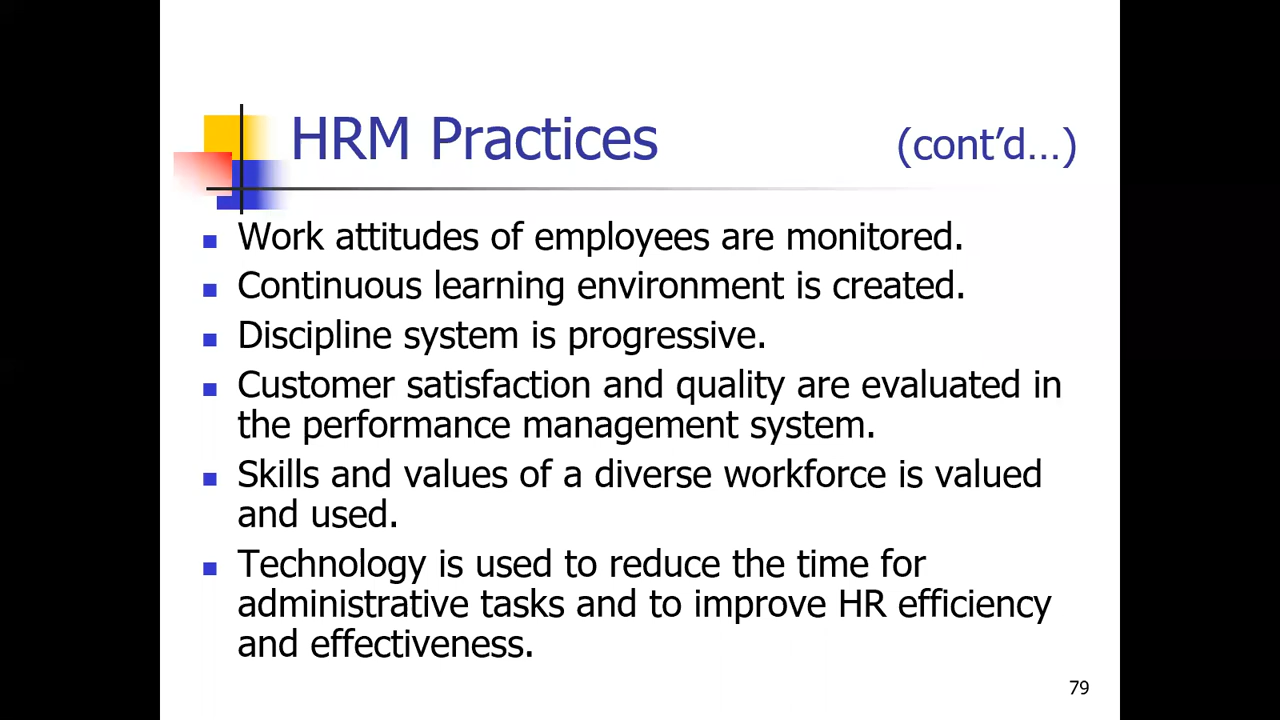 HRM Practices (cont’d…)
Work attitudes of employees are monitored.
Continuous learning environment is created.
Discipline system is progressive.
Customer satisfaction and quality are evaluated in
the performance management system.
Skills and values of a diverse workforce is valued
and used.
Technology is used to reduce the time for
administrative tasks and to improve HR efficiency
and effectiveness.
79